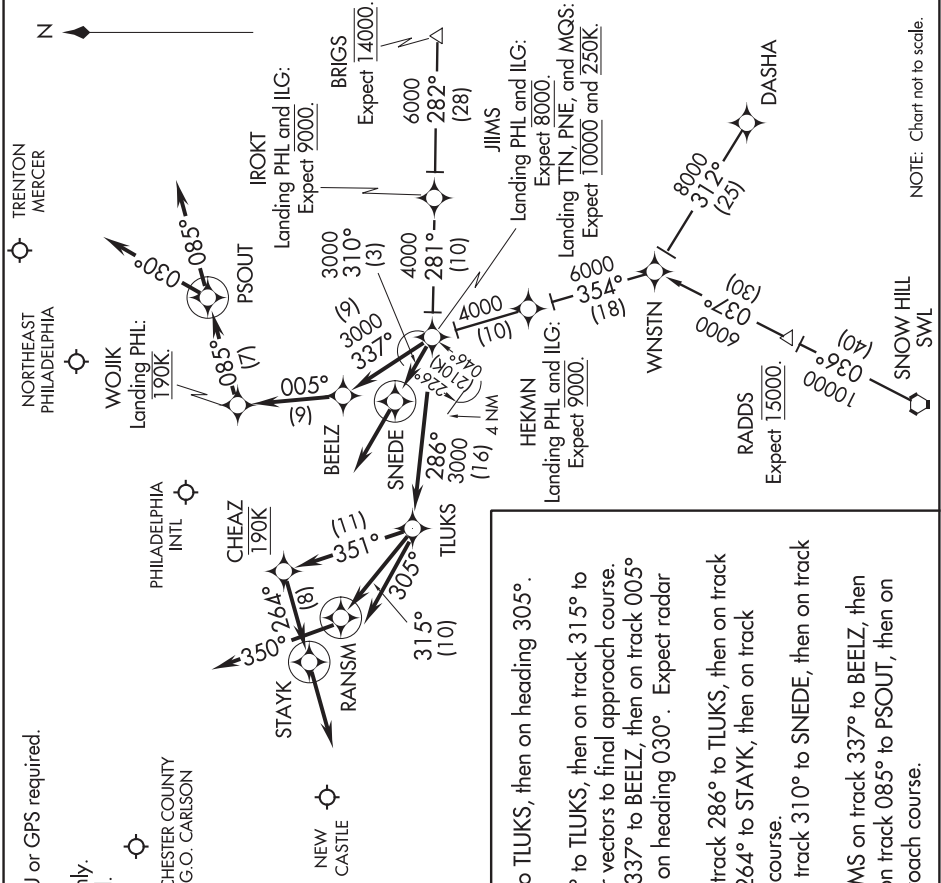 N
TRENTON
MERCER
NORTHEAST
PHILADELPHIA
PHILADELPHIA
INTL
CHESTER COUNTY
G.O. CARLSON
NEW
CASTLE
BRIGS
Expect 14000.
IROKT
Landing PHL and ILG:
Expect 9000.
JIIMS
Landing PHL and ILG:
Expect 8000.
Landing TTN, PNE, and MQS:
Expect 10000 and 250K.
DASHA
6000
282°
(28)
4000
281°
(10)
3000
310°
(3)
(9)
3000
337°
030°
085°
PSOUT
085°
(7)
WOJIK
Landing PHL:
190K.
005°
(9)
BEELZ
SNEDE
046°
(210K)
226°
4 NM
286°
3000
(16)
TLUKS
CHEAZ
190K
(11)
351°
264°
(8)
350°
305°
315°
(10)
STAYK
RANSM
4000
(10)
HEKMN
Landing PHL and ILG:
Expect 9000.
6000
354°
(18)
WNSTN
8000
312°
(25)
(30)
037°
6000
RADDS
Expect 15000.
(40)
036°
10000
SNOW HILL
SWL
NOTE: Chart not to scale.
U or GPS required.
nly.
o TLUKS, then on heading 305°.
° to TLUKS, then on track 315° to
r vectors to final approach course.
337° to BEELZ, then on track 005°
on heading 030°. Expect radar
track 286° to TLUKS, then on track
264° to STAYK, then on track
course.
track 310° to SNEDE, then on track
MS on track 337° to BEELZ, then
on track 085° to PSOUT, then on
roach course.